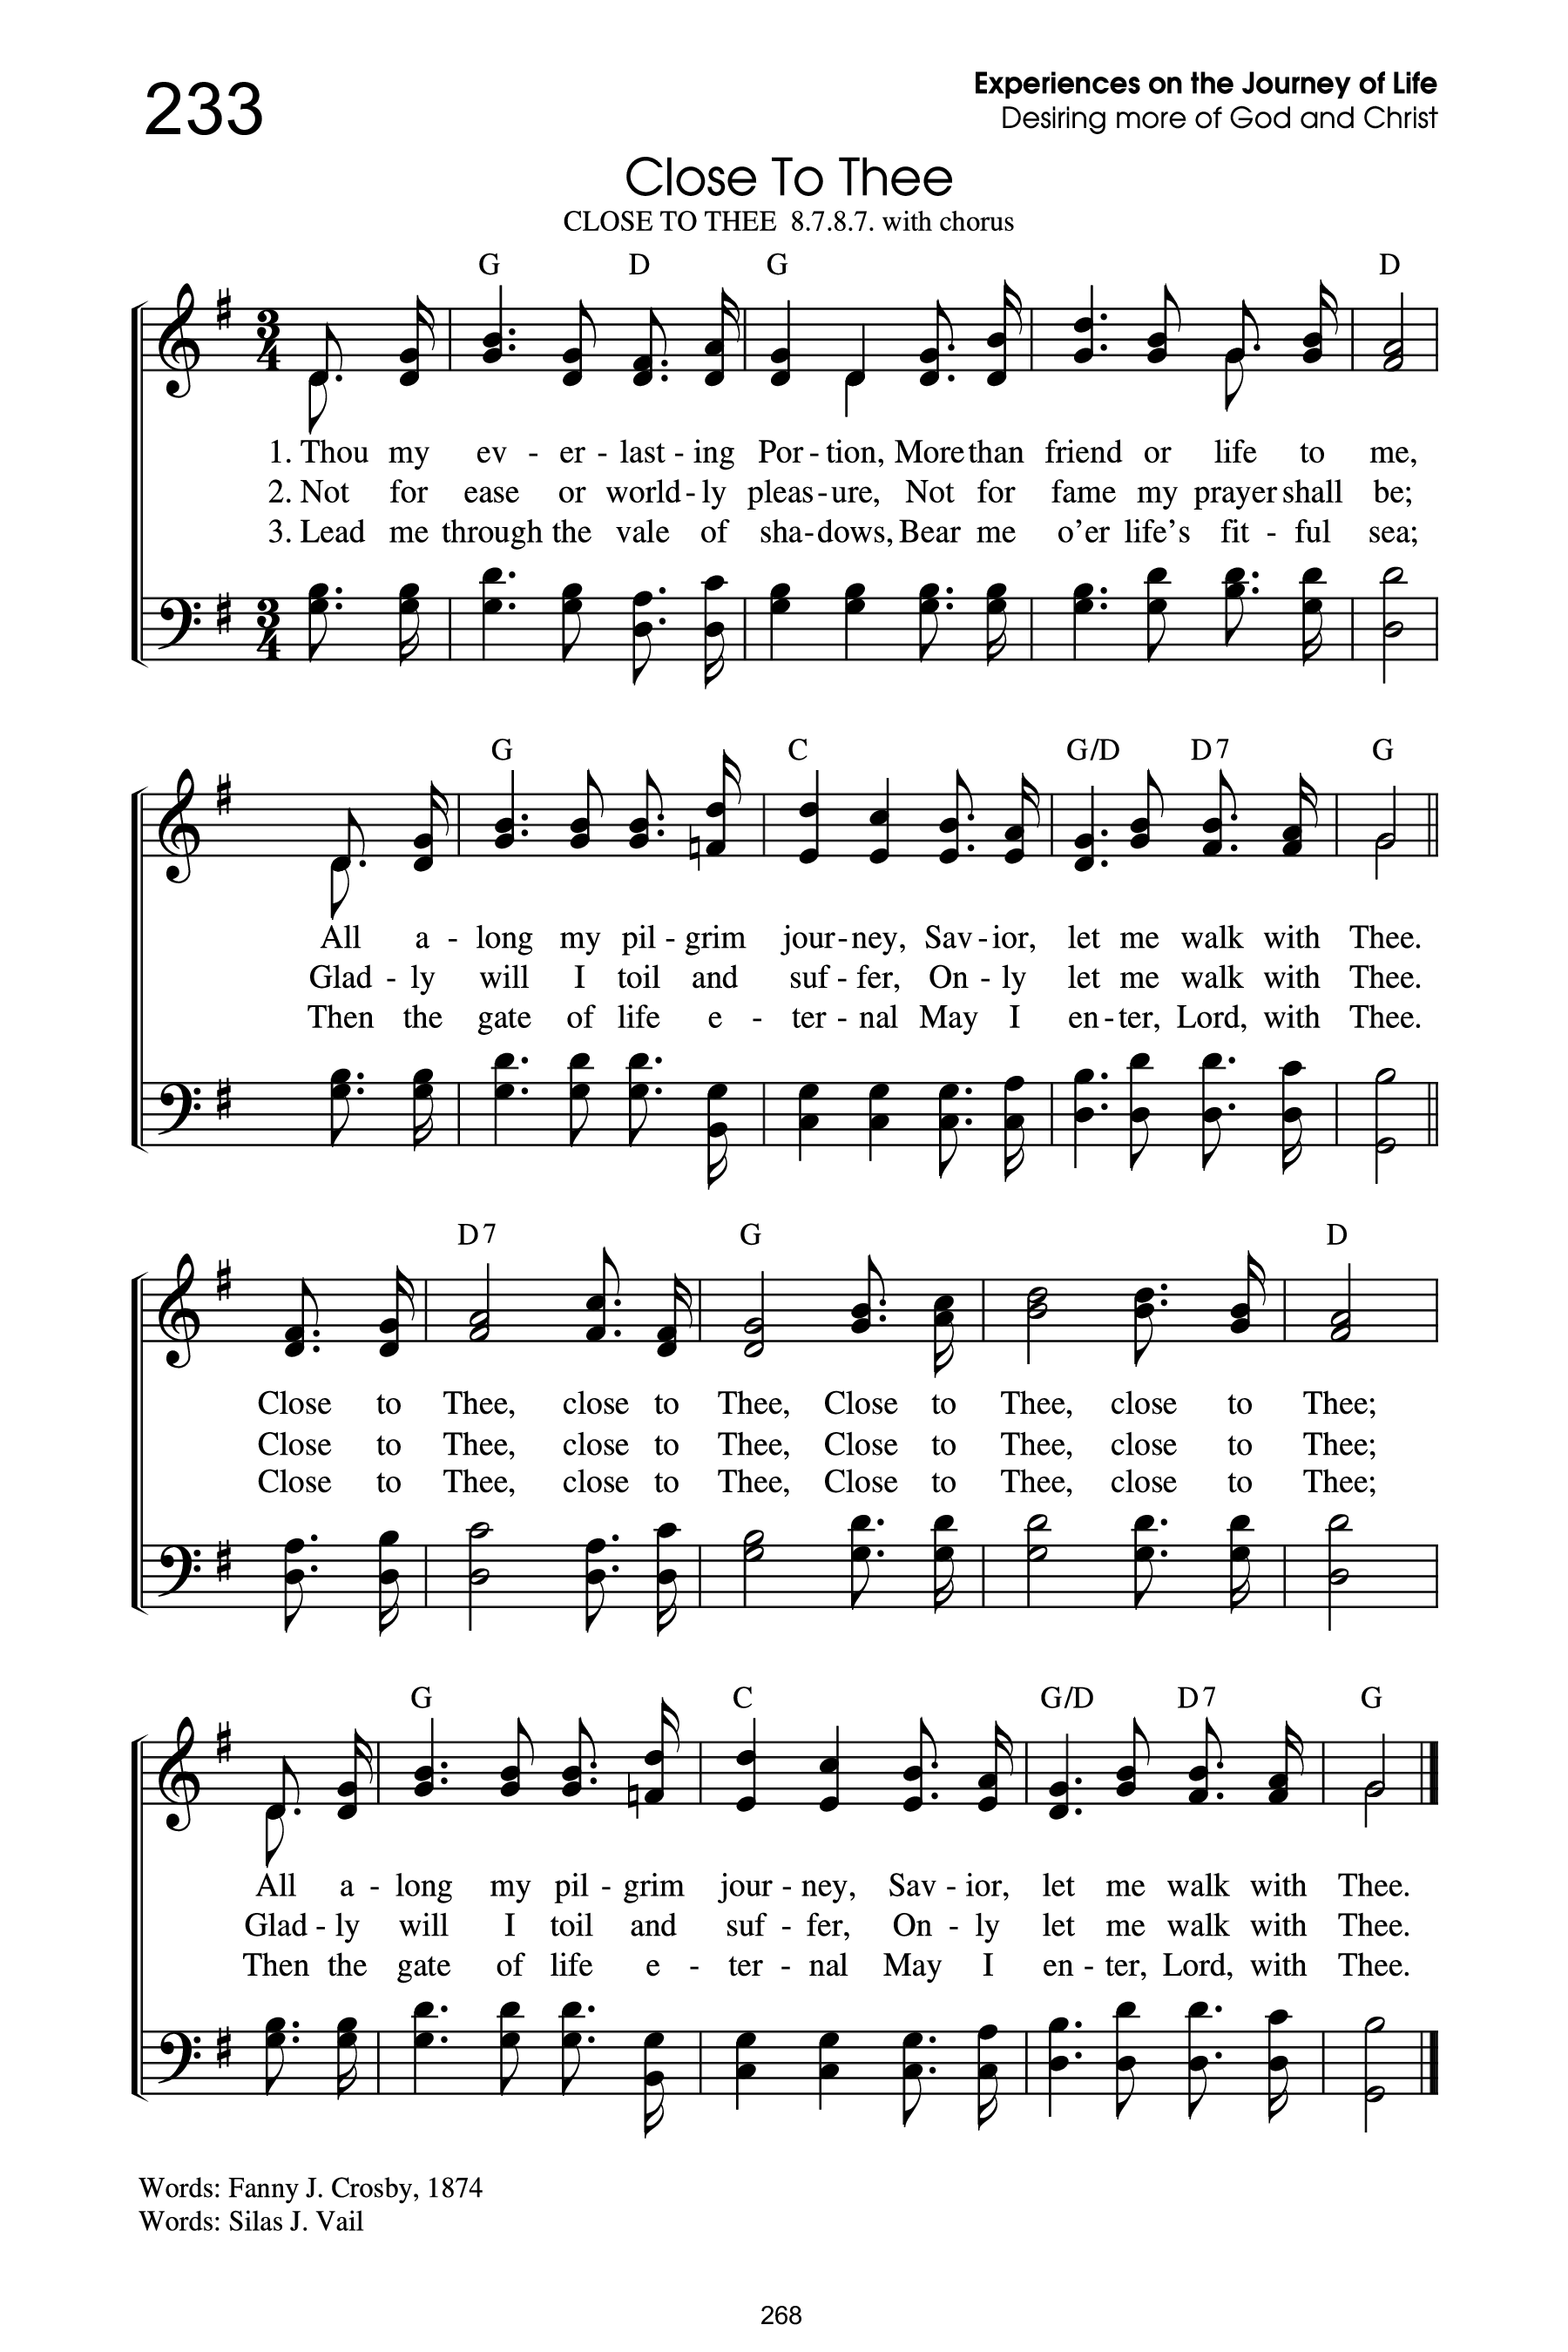 233
Experiences on the Journey of Life
Desiring more of God and Christ
Close To Thee
CLOSE TO THEE 8.7.8.7. with chorus
G D G D
3 4
1. Thou my ev - er - last - ing Por - tion, More than friend or life to me,
2. Not for ease or world - ly pleas - ure, Not for fame my prayer shall be;
3. Lead me through the vale of sha - dows, Bear me o’er life’s fit - ful sea;
3 4
G C G/D D7 G
All a - long my pil - grim jour - ney, Sav - ior, let me walk with Thee.
Glad - ly will I toil and suf - fer, On - ly let me walk with Thee.
Then the gate of life e - ter - nal May I en - ter, Lord, with Thee.
D7 G D
Close to Thee, close to Thee, Close to Thee, close to Thee;
Close to Thee, close to Thee, Close to Thee, close to Thee;
Close to Thee, close to Thee, Close to Thee, close to Thee;
G C G/D D7 G
All a - long my pil - grim jour - ney, Sav - ior, let me walk with Thee.
Glad - ly will I toil and suf - fer, On - ly let me walk with Thee.
Then the gate of life e - ter - nal May I en - ter, Lord, with Thee.
Words: Fanny J. Crosby, 1874
Words: Silas J. Vail
268